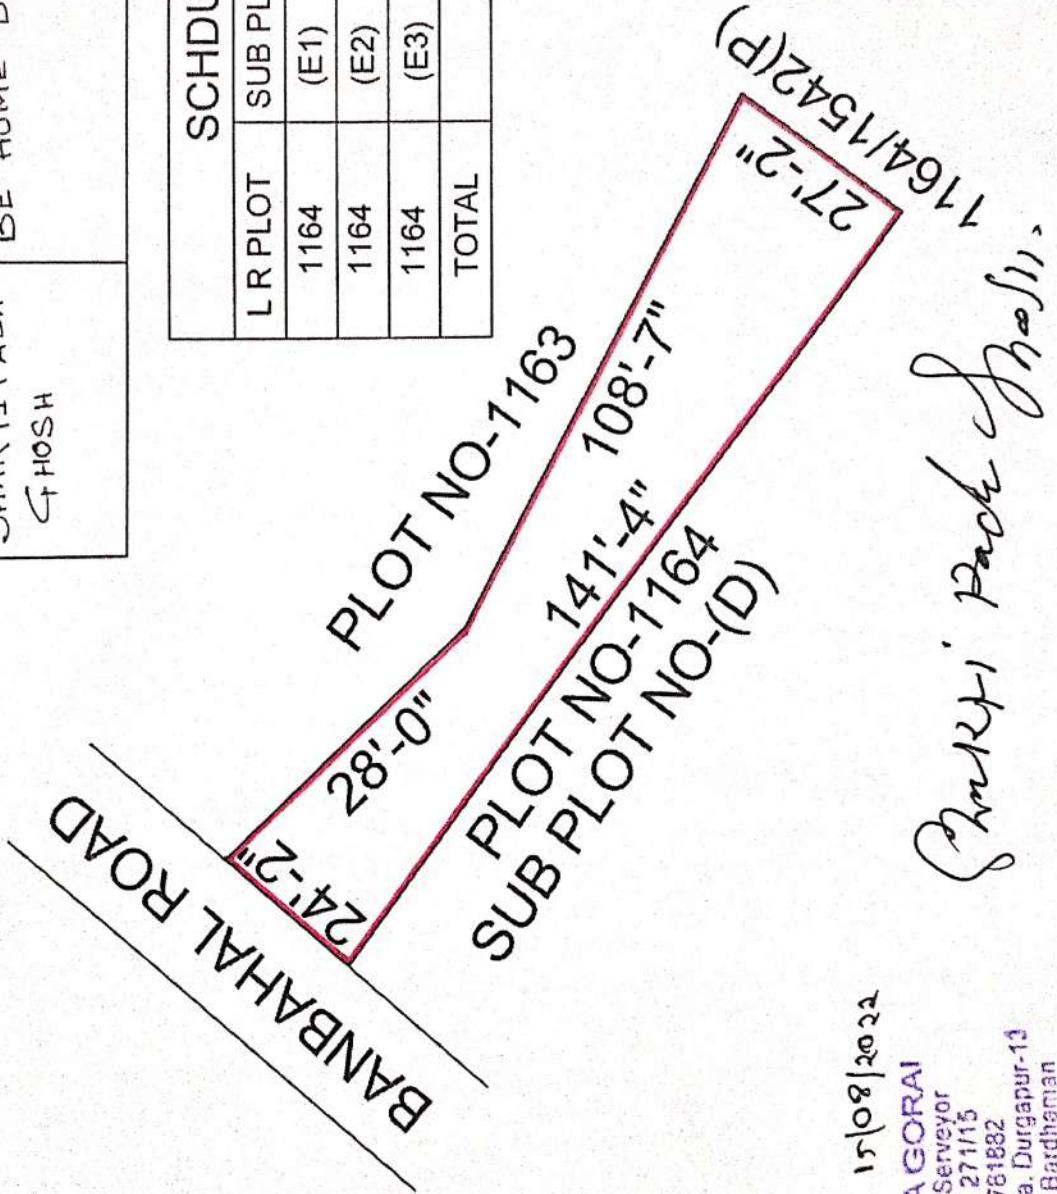 GHOSH
BE HOME
SCHDU
L R PLOT SUB PL
1164 (E1)
1164 (E2)
1164 (E3)
TOTAL
PLOT NO-1163
BANBAHAL ROAD
24'-2"
28'-0"
108'-7"
141'-4"
27'-2"
1164/1542(P)
PLOT NO-1164
SUB PLOT NO-(D)
15/08/2022
A GORAI
Serveyor
271/15
781882
a. Durgapur-13
Bardhaman